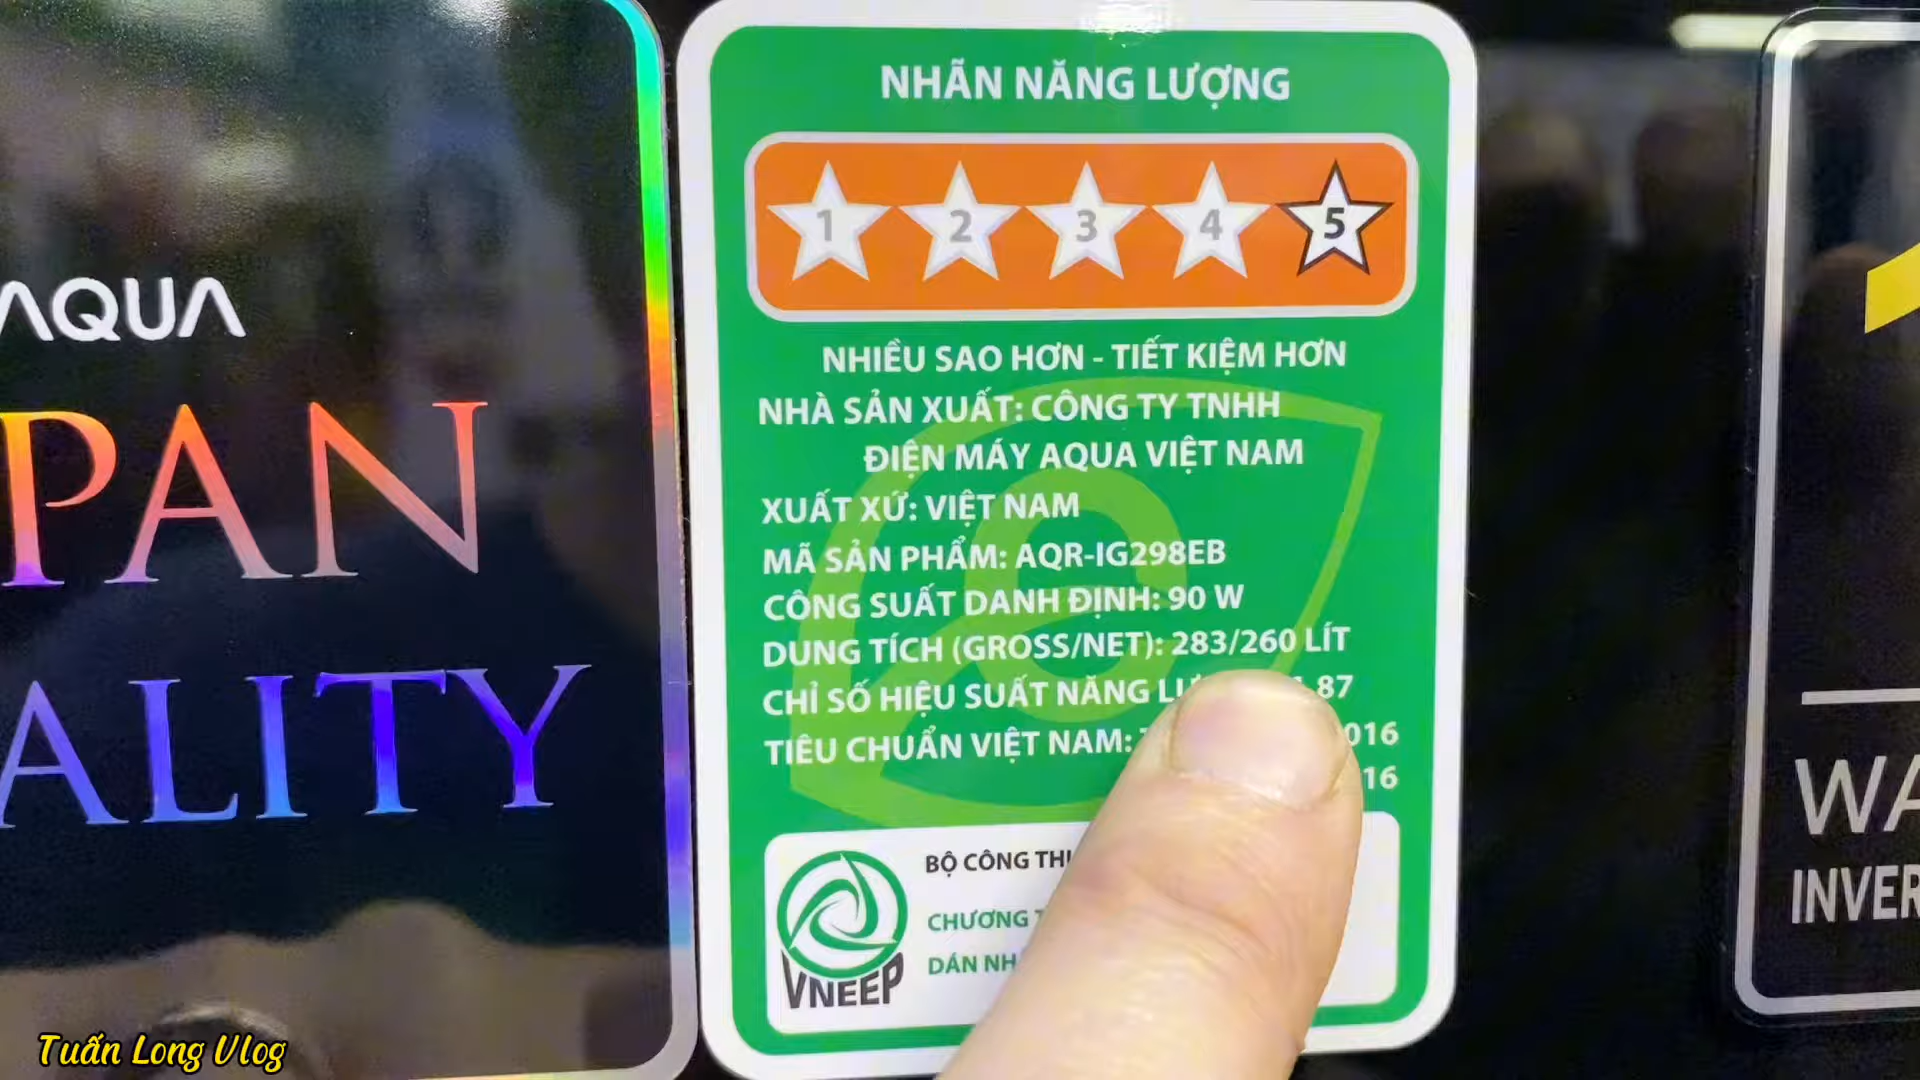 AQUA
PAN
ALITY
NHÃN NĂNG LƯỢNG
1 2 3 4 5
NHIỀU SAO HƠN - TIẾT KIỆM HƠN
NHÀ SẢN XUẤT: CÔNG TY TNHH
ĐIỆN MÁY AQUA VIỆT NAM
XUẤT XỨ: VIỆT NAM
MÃ SẢN PHẨM: AQR-IG298EB
CÔNG SUẤT DANH ĐỊNH: 90 W
DUNG TÍCH (GROSS/NET): 283/260 LÍT
CHỈ SỐ HIỆU SUẤT NĂNG 87
TIÊU CHUẨN VIỆT NAM: 016
16
BỘ CÔNG
CHƯƠNG
DÁN
VNEEP
WA
INVER
Tuấn Long Vlog